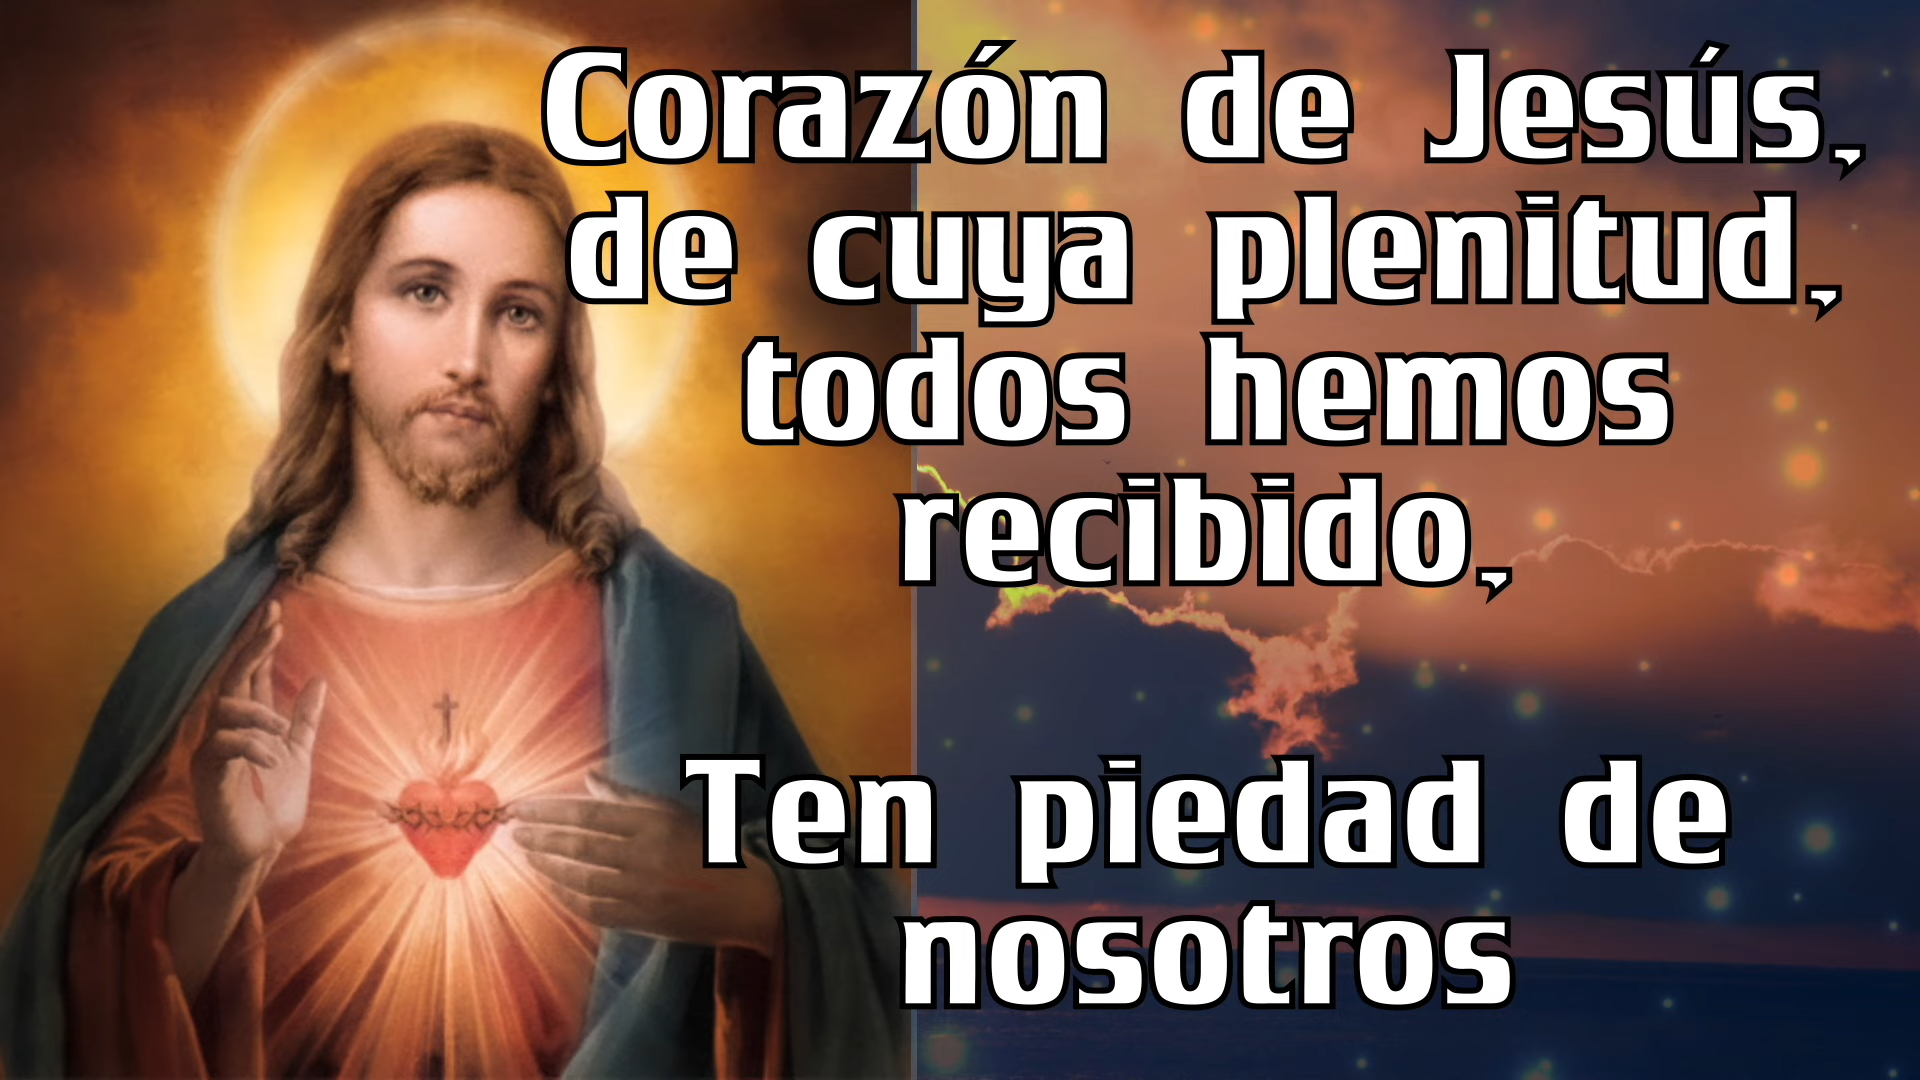 Corazón de Jesús,
de cuya plenitud,
todos hemos
recibido,
Ten piedad de
nosotros